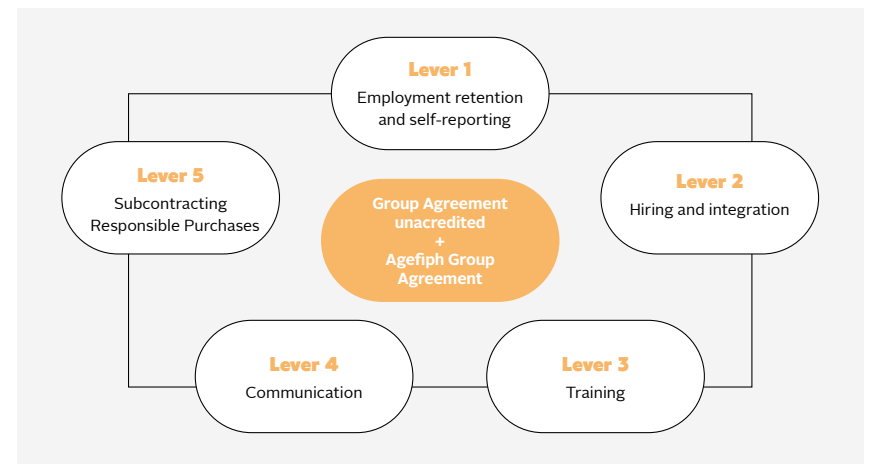 Lever 1
Employment retention
and self-reporting
Lever 5
Subcontracting
Responsible Purchases
Lever 2
Hiring and integration
Group Agreement
unacredited
+
Agefiph Group
Agreement
Lever 4
Communication
Lever 3
Training